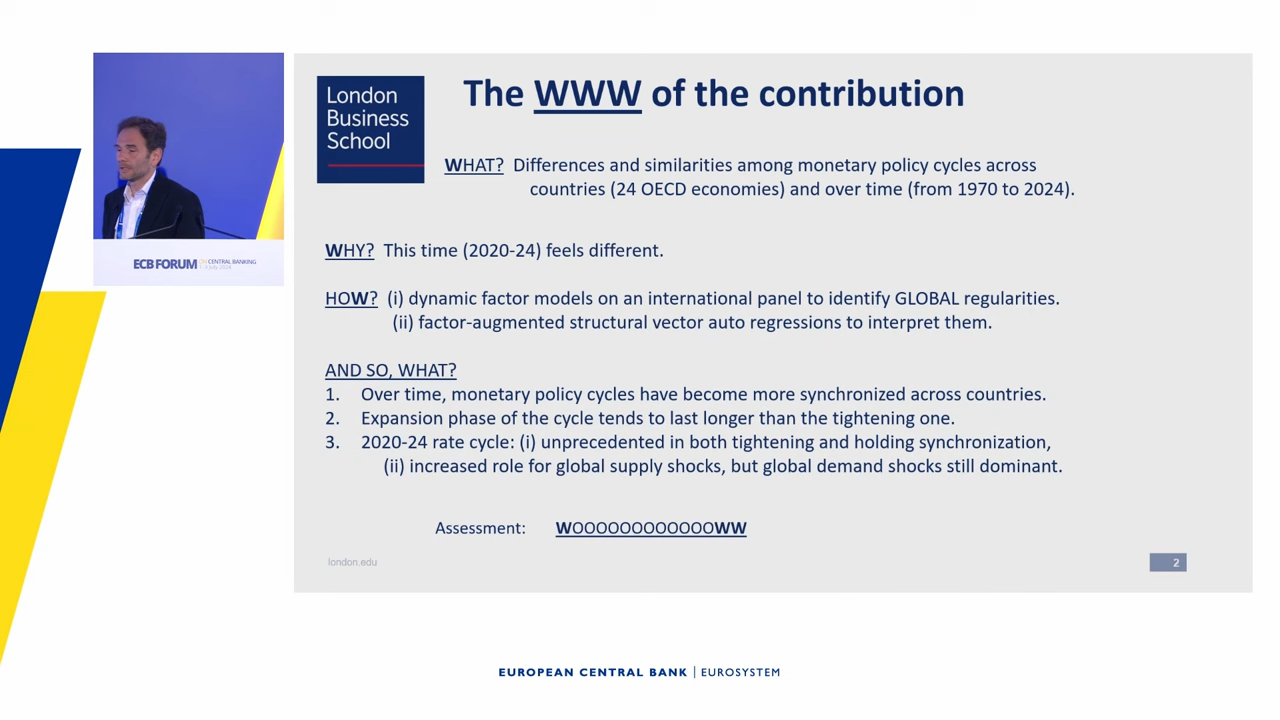 London
Business
School
The WWW of the contribution
WHAT? Differences and similarities among monetary policy cycles across
countries (24 OECD economies) and over time (from 1970 to 2024).
WHY? This time (2020-24) feels different.
HOW? (i) dynamic factor models on an international panel to identify GLOBAL regularities.
(ii) factor-augmented structural vector auto regressions to interpret them.
AND SO, WHAT?
1. Over time, monetary policy cycles have become more synchronized across countries.
2. Expansion phase of the cycle tends to last longer than the tightening one.
3. 2020-24 rate cycle: (i) unprecedented in both tightening and holding synchronization,
(ii) increased role for global supply shocks, but global demand shocks still dominant.
Assessment: WOOOOOOOOOOOOWW
london.edu
2
ECB FORUM ON CENTRAL BANKING
1-3 July 2024
EUROPEAN CENTRAL BANK | EUROSYSTEM